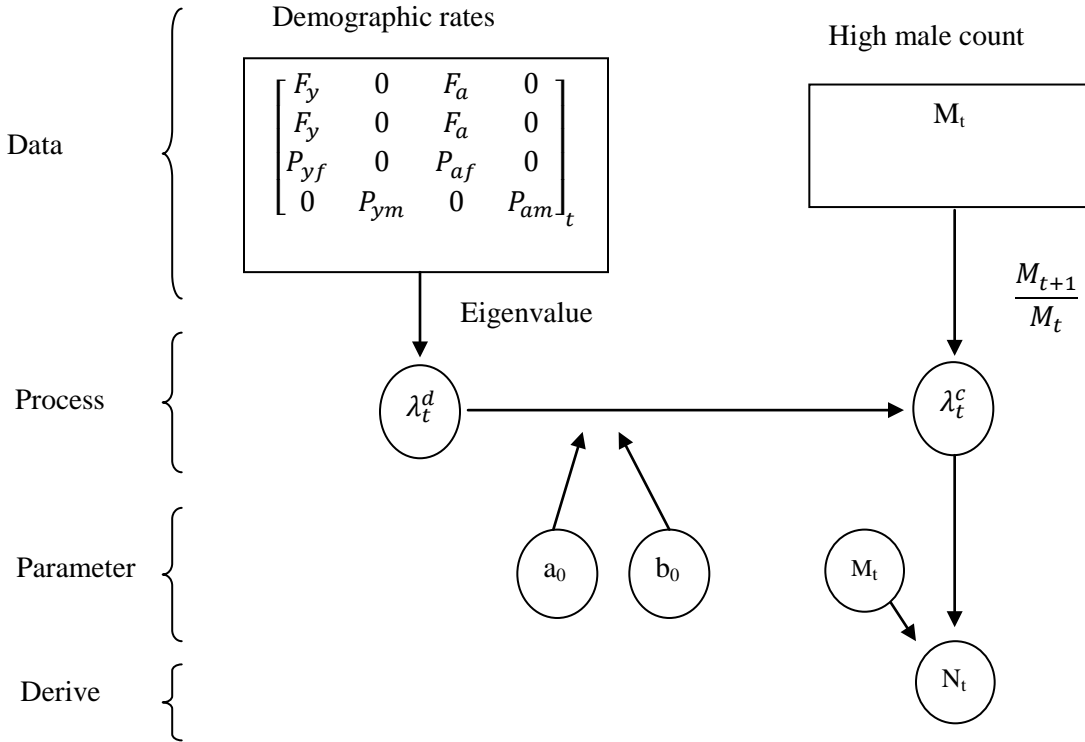 Demographic rates
High male count
Data
F_y 0 F_a 0
F_y 0 F_a 0
P_yf 0 P_af 0
0 P_ym 0 P_am
t
M_t
Eigenvalue
M_{t+1}
M_t
Process
λ_t^d
λ_t^c
Parameter
a_0
b_0
M_t
Derive
N_t